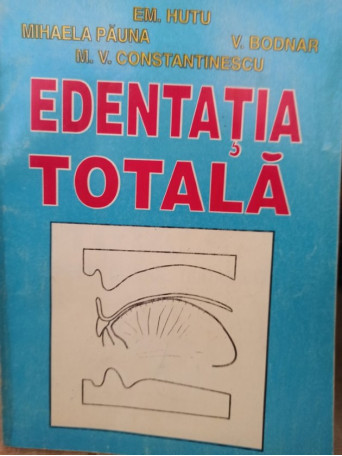 EM. HUTU
MIHAELA PĂUNA V. BODNAR
M. V. CONSTANTINESCU
EDENTAȚIA
TOTALĂ